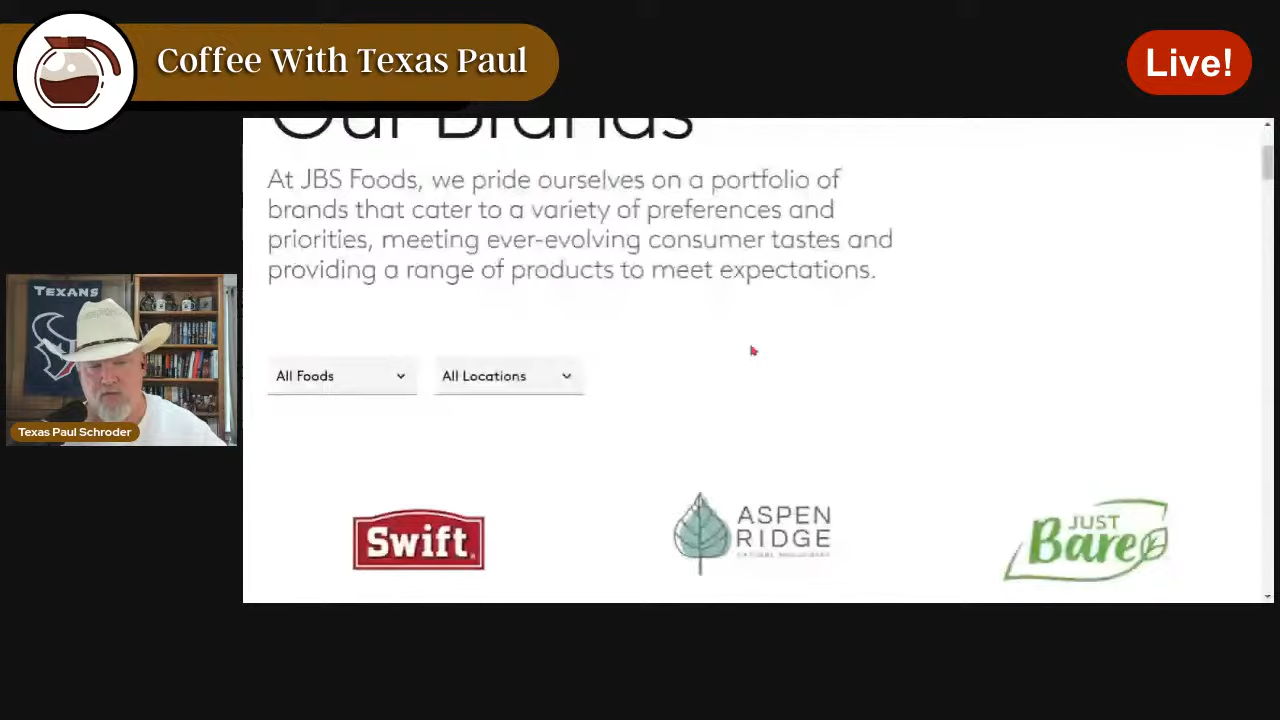 Coffee With Texas Paul
Live!
Our Brands
At JBS Foods, we pride ourselves on a portfolio of
brands that cater to a variety of preferences and
priorities, meeting ever-evolving consumer tastes and
providing a range of products to meet expectations.
TEXANS
Texas Paul Schroder
All Foods
All Locations
Swift
ASPEN
RIDGE
JUST
Bare